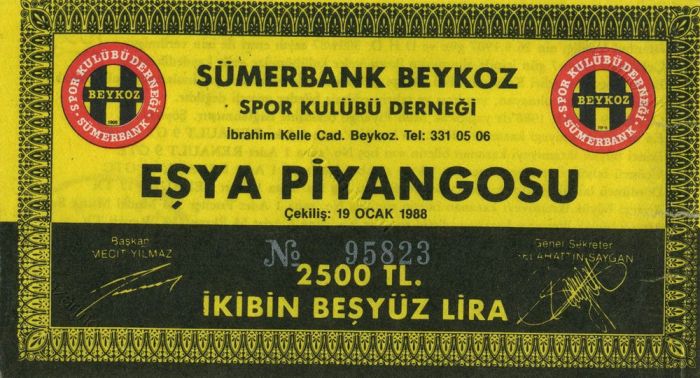 SPOR KULÜBÜ DERNEĞİ
BEYKOZ
SÜMERBANK
SÜMERBANK BEYKOZ
SPOR KULÜBÜ DERNEĞİ
İbrahim Kelle Cad. Beykoz. Tel: 331 05 06
SPOR KULÜBÜ DERNEĞİ
BEYKOZ
SÜMERBANK
EŞYA PİYANGOSU
Çekiliş: 19 OCAK 1988
Başkan
MECİT YILMAZ
№ 95823
Genel Sekreter
SELAHATTİN SAYGAN
2500 TL.
İKİBİN BEŞYÜZ LİRA